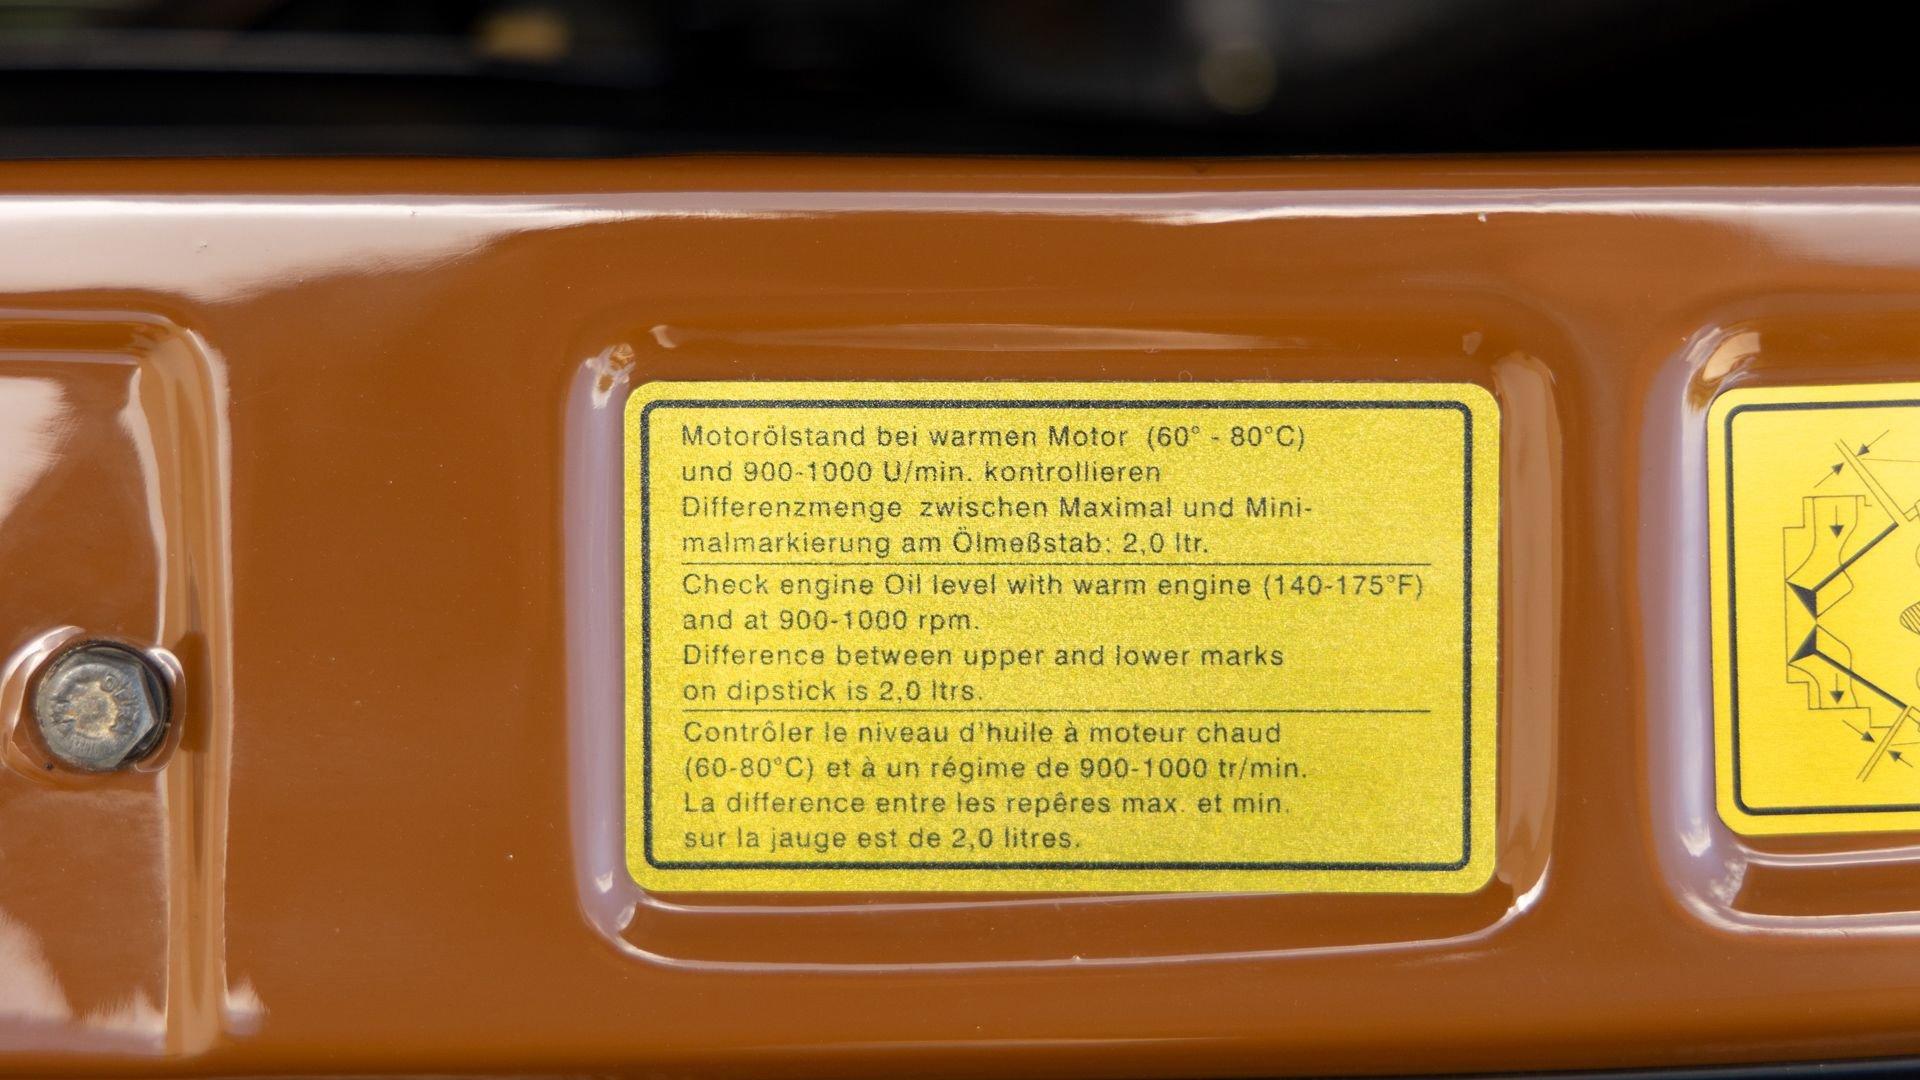 Motorölstand bei warmen Motor (60° - 80°C)
und 900-1000 U/min. kontrollieren
Differenzmenge zwischen Maximal und Mini-
malmarkierung am Ölmeßstab: 2,0 ltr.
Check engine Oil level with warm engine (140-175°F)
and at 900-1000 rpm.
Difference between upper and lower marks
on dipstick is 2,0 ltrs.
Contrôler le niveau d'huile à moteur chaud
(60-80°C) et à un régime de 900-1000 tr/min.
La difference entre les repêres max. et min.
sur la jauge est de 2,0 litres.